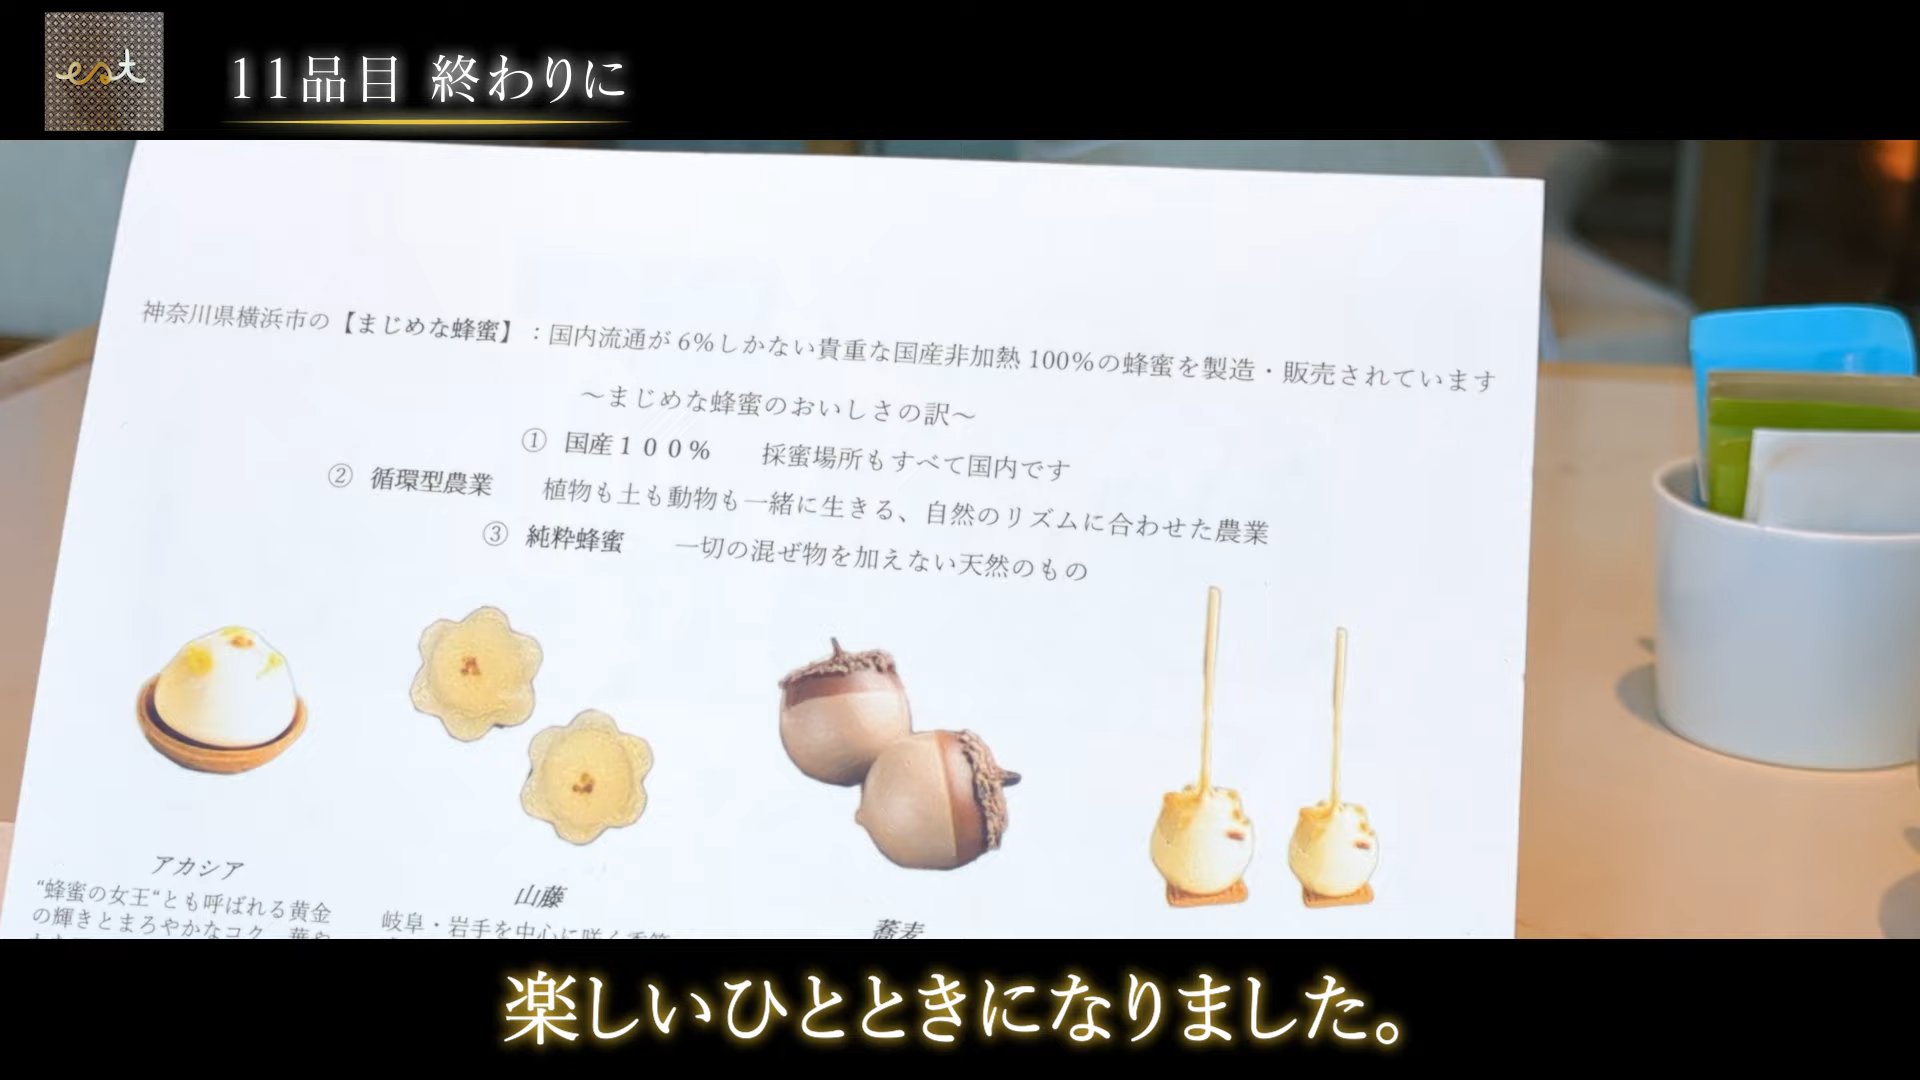 est
11品目 終わりに
神奈川県横浜市の【まじめな蜂蜜】：国内流通が 6%しかない貴重な国産非加熱 100%の蜂蜜を製造・販売されています
～まじめな蜂蜜のおいしさの訳～
① 国産１００% 採蜜場所もすべて国内です
② 循環型農業 植物も土も動物も一緒に生きる、自然のリズムに合わせた農業
③ 純粋蜂蜜 一切の混ぜ物を加えない天然のもの
アカシア
“蜂蜜の女王“とも呼ばれる黄金
の輝きとまろやかなコク、華や
山藤
岐阜・岩手を中心に咲く季節
蕎麦
楽しいひとときになりました。